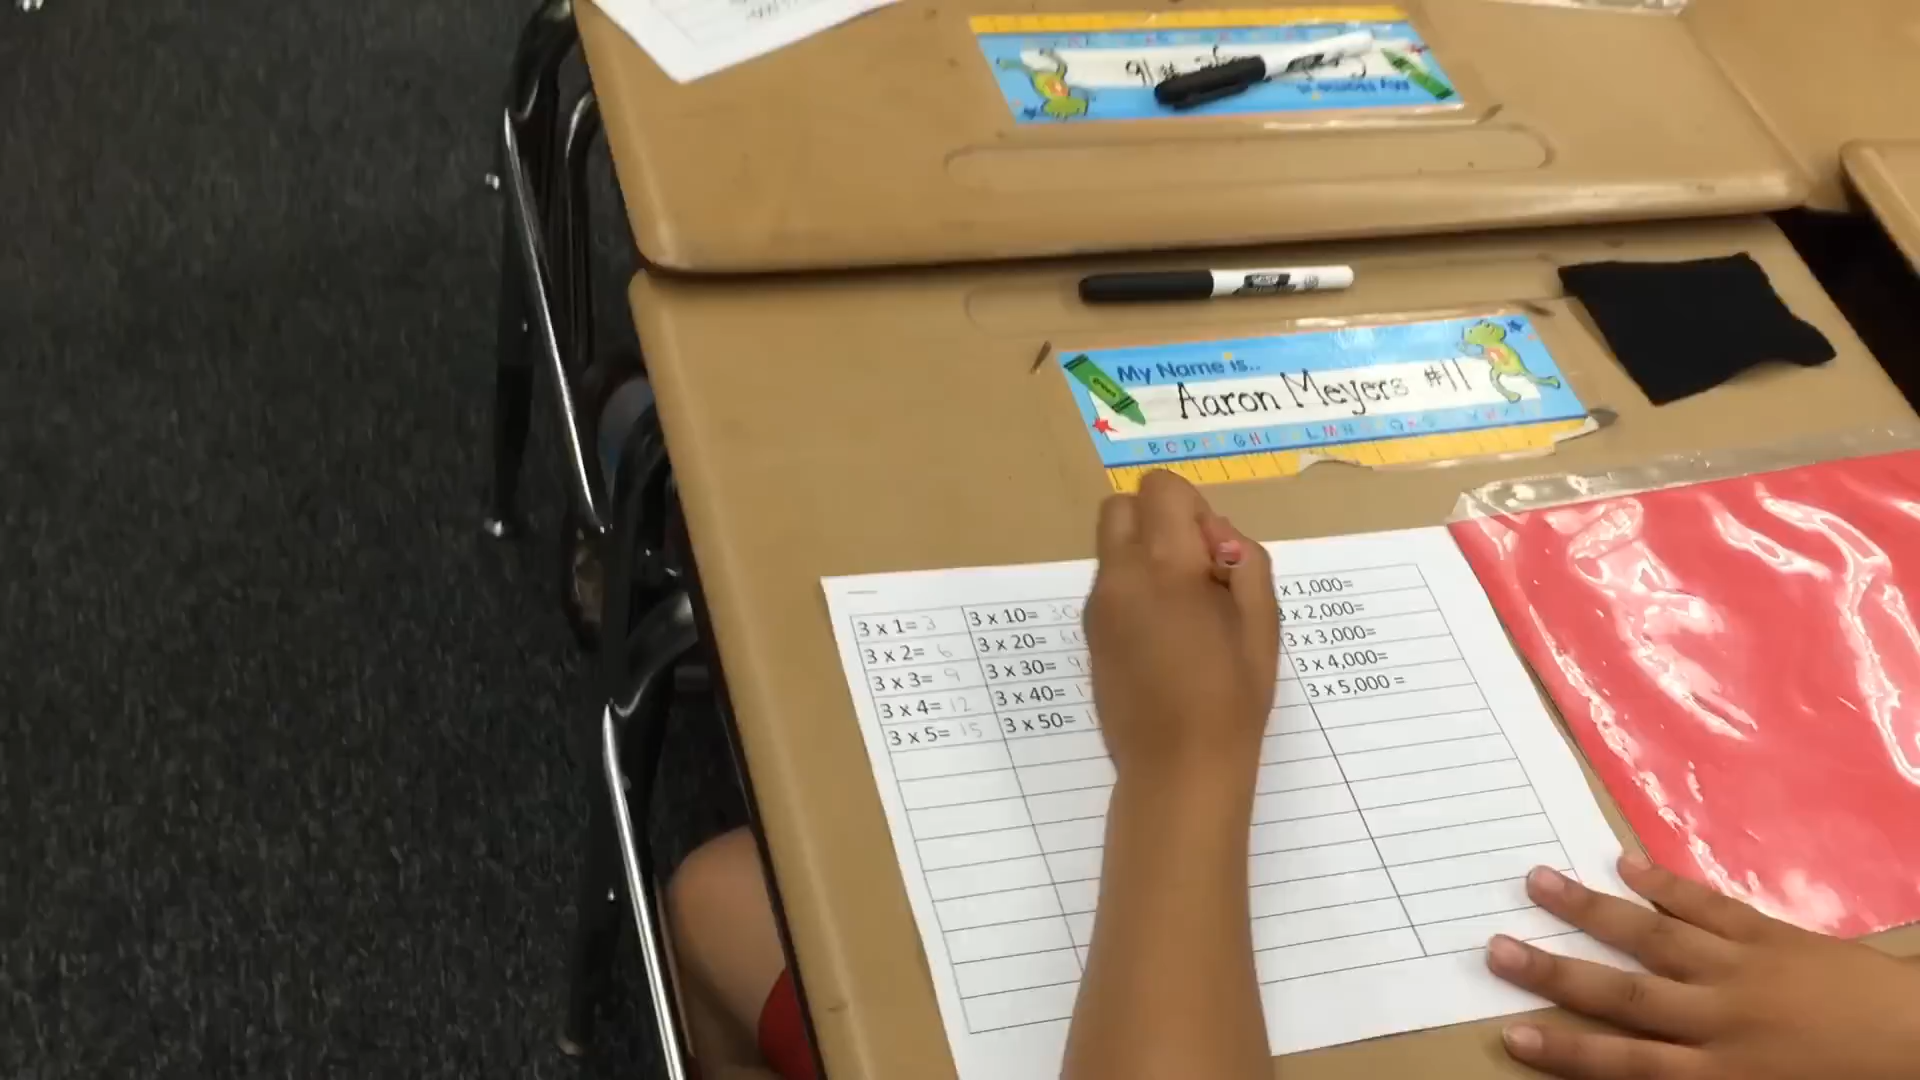 My Name is..
Aaron Meyers #11
3 x 1= 3
3 x 2= 6
3 x 3= 9
3 x 4= 12
3 x 5= 15
3 x 10= 30
3 x 20=
3 x 30=
3 x 40=
3 x 50=
x 1,000=
3 x 2,000=
3 x 3,000=
3 x 4,000=
3 x 5,000 =